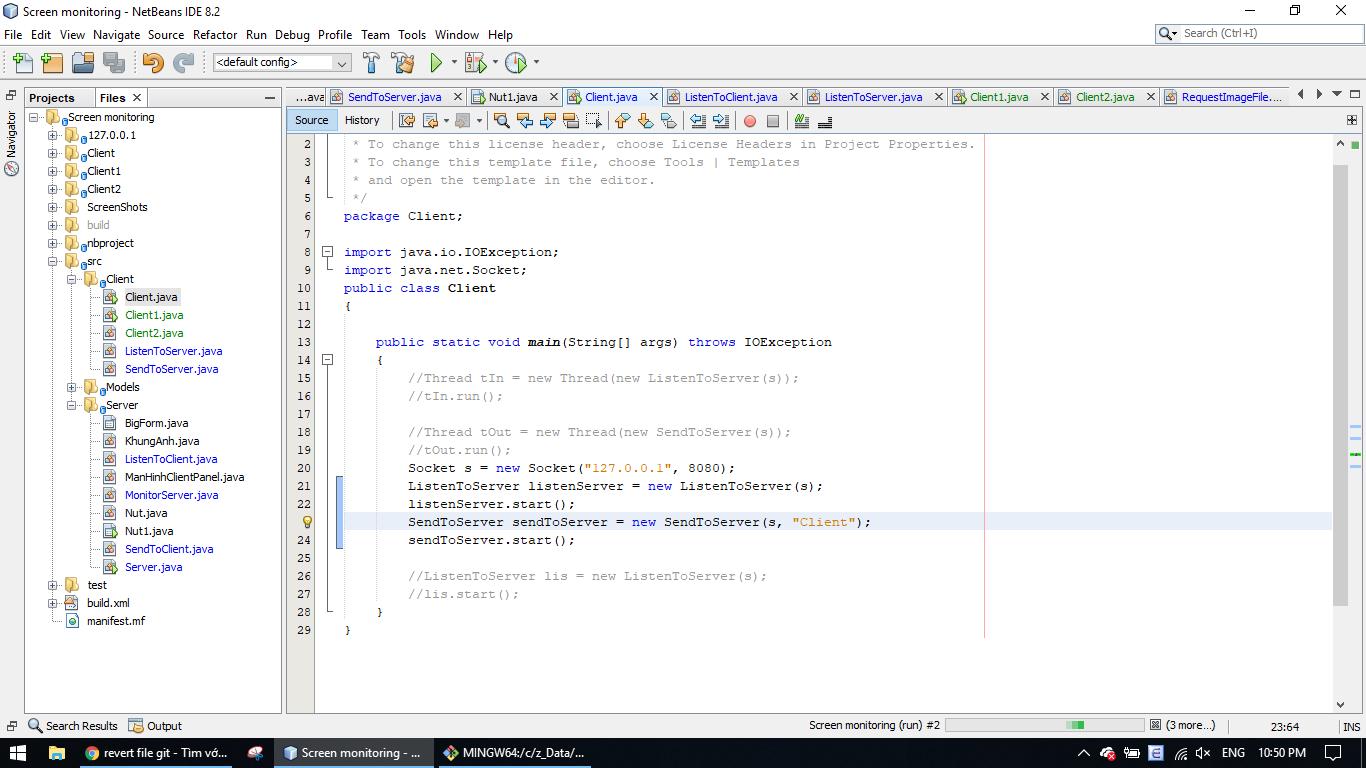 Screen monitoring - NetBeans IDE 8.2
File Edit View Navigate Source Refactor Run Debug Profile Team Tools Window Help
Search (Ctrl+I)
<default config>
Projects Files
...ava SendToServer.java Nut1.java Client.java ListenToClient.java ListenToServer.java Client1.java Client2.java RequestImageFile....
Navigator
Source History
Screen monitoring
127.0.0.1
Client
Client1
Client2
ScreenShots
build
nbproject
src
Client
Client.java
Client1.java
Client2.java
ListenToServer.java
SendToServer.java
Models
Server
BigForm.java
KhungAnh.java
ListenToClient.java
ManHinhClientPanel.java
MonitorServer.java
Nut.java
Nut1.java
SendToClient.java
Server.java
test
build.xml
manifest.mf
2 * To change this license header, choose License Headers in Project Properties.
3 * To change this template file, choose Tools | Templates
4 * and open the template in the editor.
5 */
6 package Client;
7
8 import java.io.IOException;
9 import java.net.Socket;
10 public class Client
11 {
12
13 public static void main(String[] args) throws IOException
14 {
15 //Thread tIn = new Thread(new ListenToServer(s));
16 //tIn.run();
17
18 //Thread tOut = new Thread(new SendToServer(s));
19 //tOut.run();
20 Socket s = new Socket("127.0.0.1", 8080);
21 ListenToServer listenServer = new ListenToServer(s);
22 listenServer.start();
SendToServer sendToServer = new SendToServer(s, "Client");
24 sendToServer.start();
25
26 //ListenToServer lis = new ListenToServer(s);
27 //lis.start();
28 }
29 }
Search Results Output
Screen monitoring (run) #2 (3 more...) 23:64 INS
revert file git - Tìm vớ... Screen monitoring - ... MINGW64:/c/z_Data/... ENG 10:50 PM